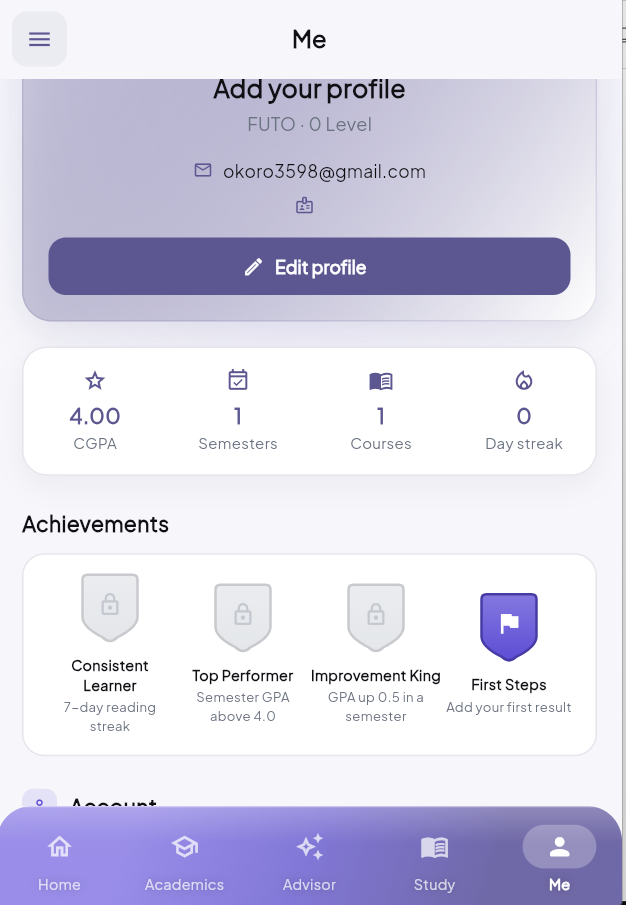 Me
Add your profile
FUTO · 0 Level
okoro3598@gmail.com
Edit profile
4.00
CGPA
1
Semesters
1
Courses
0
Day streak
Achievements
Consistent
Learner
7-day reading
streak
Top Performer
Semester GPA
above 4.0
Improvement King
GPA up 0.5 in a
semester
First Steps
Add your first result
Account
Home
Academics
Advisor
Study
Me